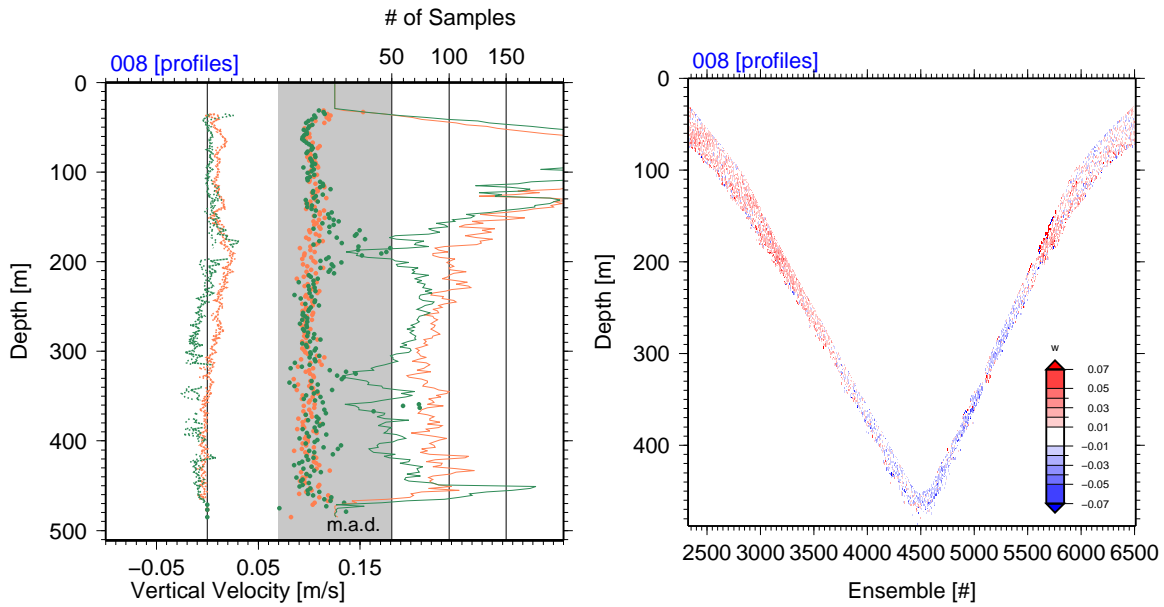 # of Samples
008 [profiles]
50 100 150
0
100
200
300
400
500
Depth [m]
m.a.d.
−0.05 0.05 0.15
Vertical Velocity [m/s]
008 [profiles]
0
100
200
300
400
Depth [m]
w
0.07
0.05
0.03
0.01
−0.01
−0.03
−0.05
−0.07
2500 3000 3500 4000 4500 5000 5500 6000 6500
Ensemble [#]